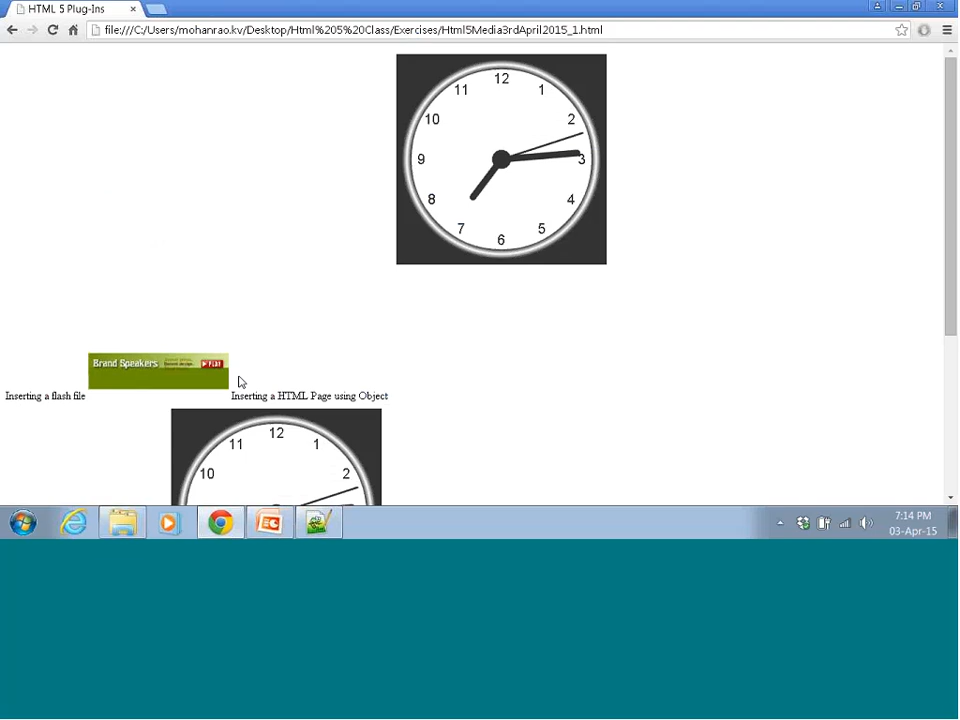 HTML 5 Plug-Ins
file:///C:/Users/mohanrao.kv/Desktop/Html%205%20Class/Exercises/Html5Media3rdApril2015_1.html
12
11 1
10 2
9 3
8 4
7 5
6
Brand Speakers
Inserting a flash file Inserting a HTML Page using Object
12
11 1
10 2
7:14 PM
03-Apr-15